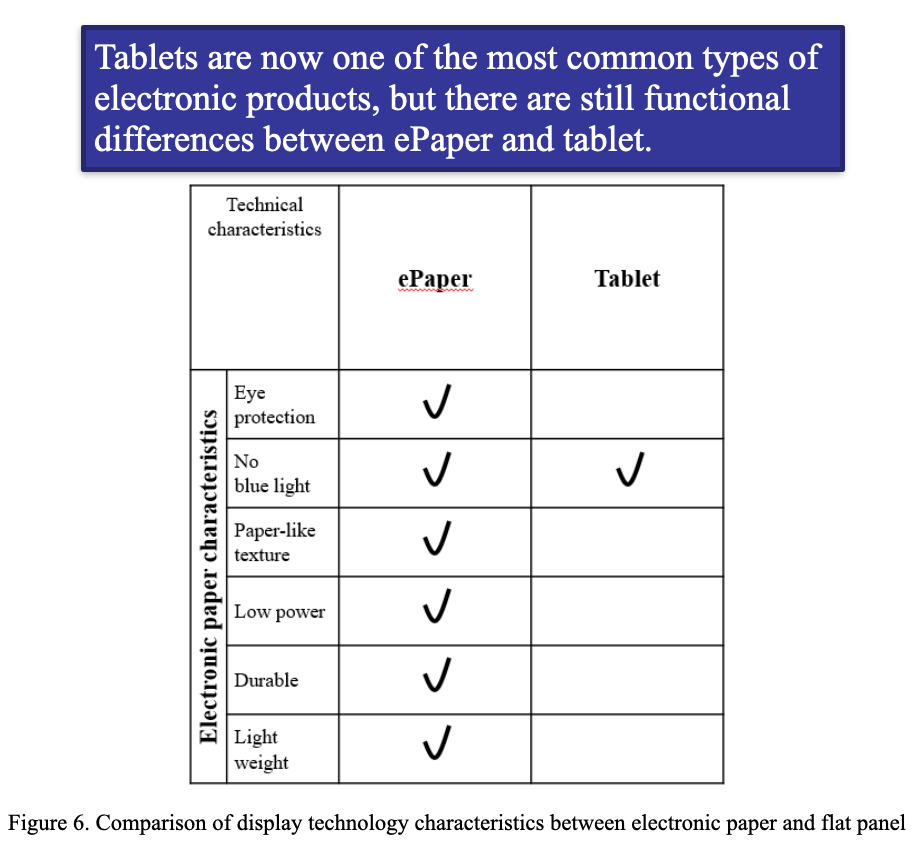 Tablets are now one of the most common types of
electronic products, but there are still functional
differences between ePaper and tablet.
Technical
characteristics
ePaper
Tablet
Electronic paper characteristics
Eye
protection
No
blue light
Paper-like
texture
Low power
Durable
Light
weight
Figure 6. Comparison of display technology characteristics between electronic paper and flat panel